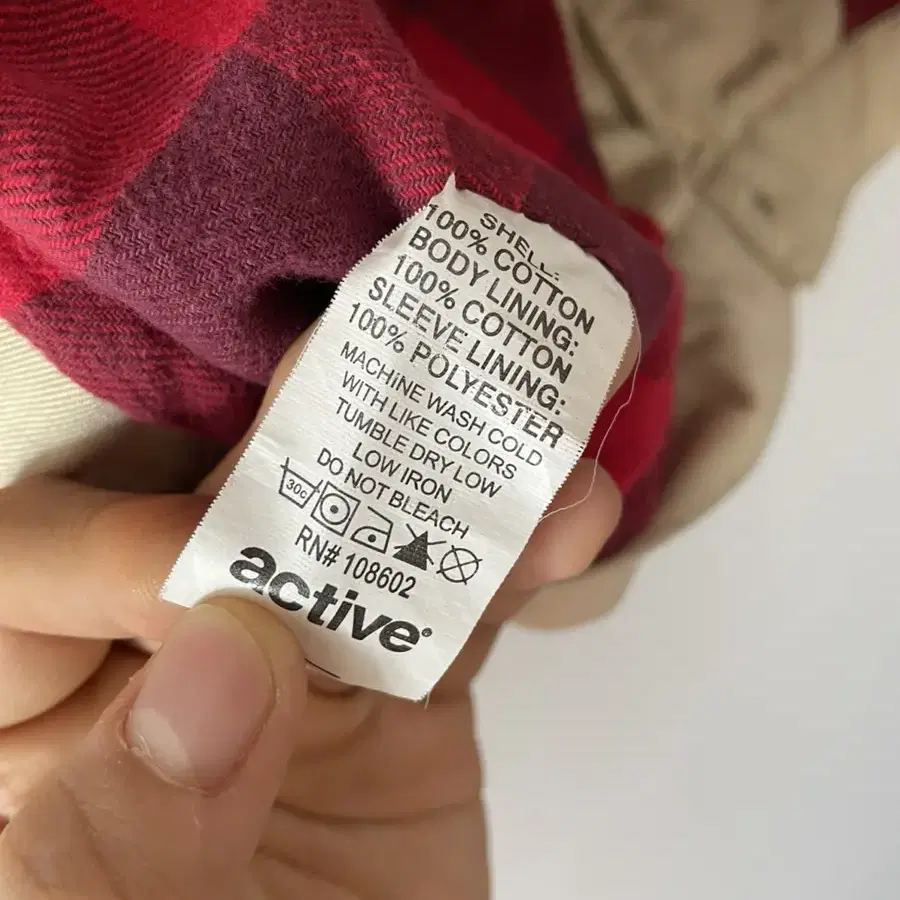 SHELL:
100% COTTON
BODY LINING:
100% COTTON
SLEEVE LINING:
100% POLYESTER
MACHINE WASH COLD
WITH LIKE COLORS
TUMBLE DRY LOW
LOW IRON
DO NOT BLEACH
30c
RN# 108602
active